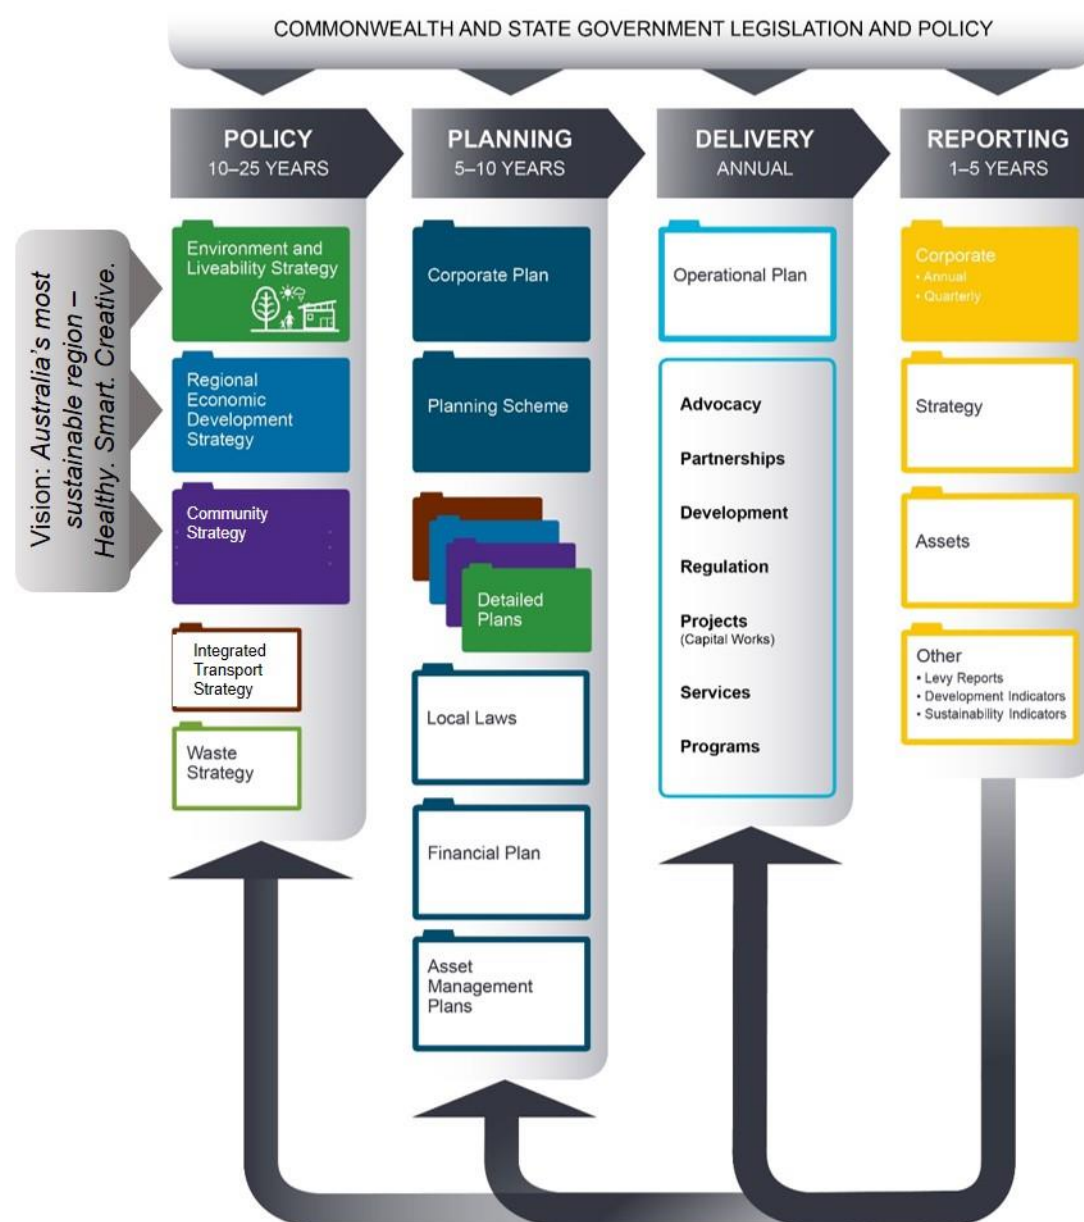 COMMONWEALTH AND STATE GOVERNMENT LEGISLATION AND POLICY
POLICY
10–25 YEARS
PLANNING
5–10 YEARS
DELIVERY
ANNUAL
REPORTING
1–5 YEARS
Vision: Australia's most
sustainable region –
Healthy. Smart. Creative.
Environment and
Liveability Strategy
Regional
Economic
Development
Strategy
Community
Strategy
Integrated
Transport
Strategy
Waste
Strategy
Corporate Plan
Planning Scheme
Detailed
Plans
Local Laws
Financial Plan
Asset
Management
Plans
Operational Plan
Advocacy
Partnerships
Development
Regulation
Projects
(Capital Works)
Services
Programs
Corporate
• Annual
• Quarterly
Strategy
Assets
Other
• Levy Reports
• Development Indicators
• Sustainability Indicators